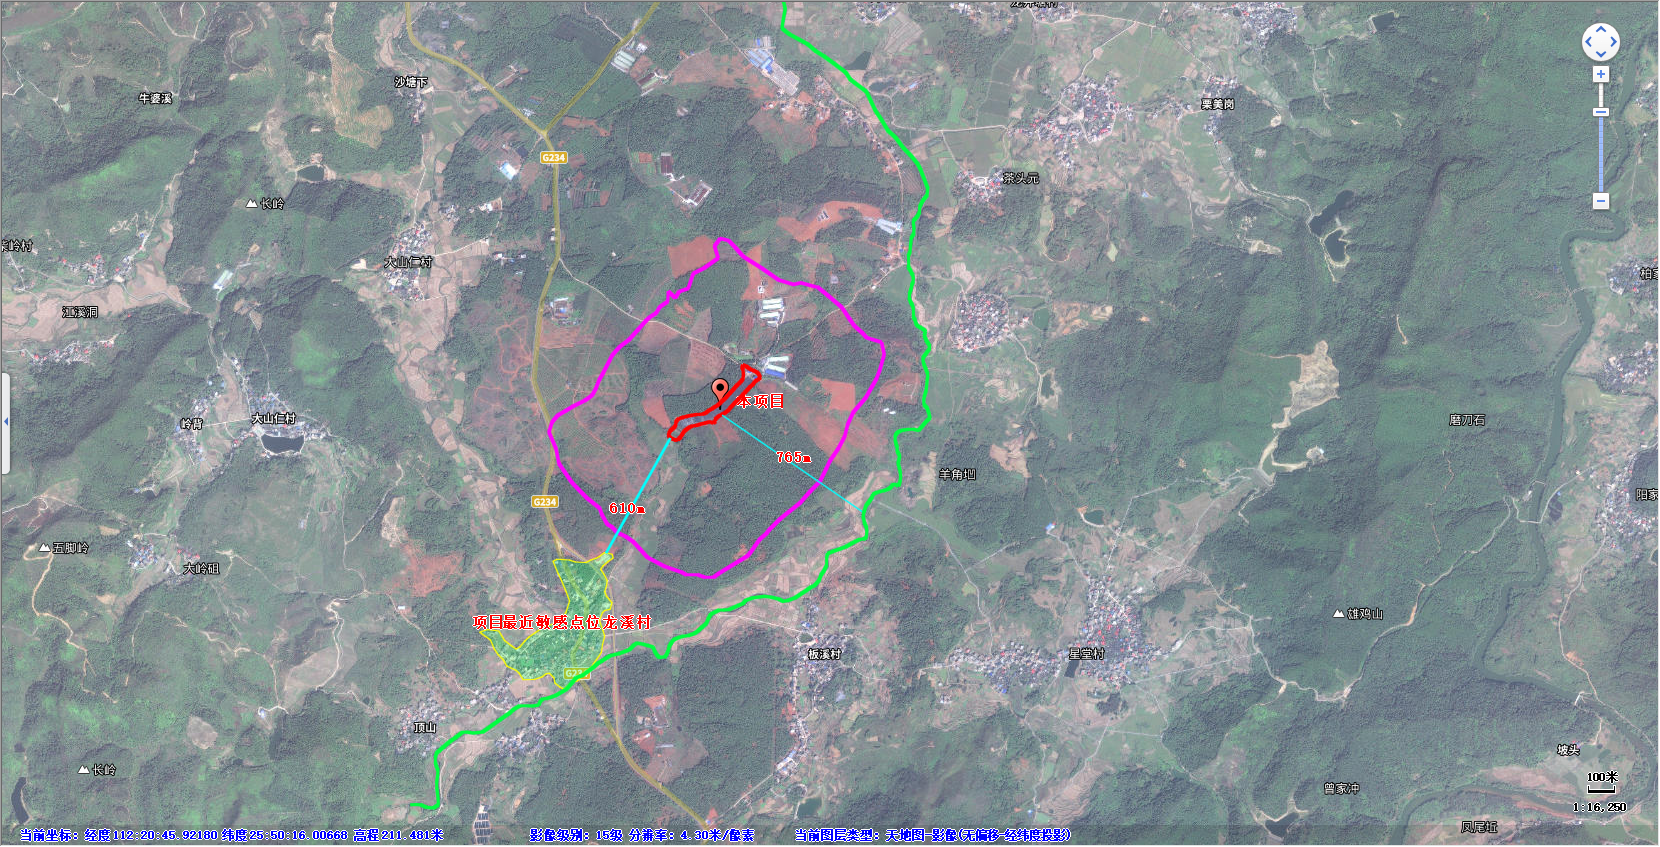 沙塘下
牛婆溪
栗美岗
G234
茶头元
长岭
大山仁村
江溪洞
本项目
大山仁村
岭背
磨刀石
765m
羊角坦
G234
610m
五脚岭
大岭砠
雄鸡山
项目最近敏感点位龙溪村
板溪村
星堂村
顶山
坡头
长岭
100米
曾家冲
1:16,250
凤尾坵
当前坐标: 经度112:20:45.92180 纬度25:50:16.00668 高程211.481米
影像级别: 15级 分辨率: 4.30米/像素
当前图层类型: 天地图-影像(无偏移-经纬度投影)